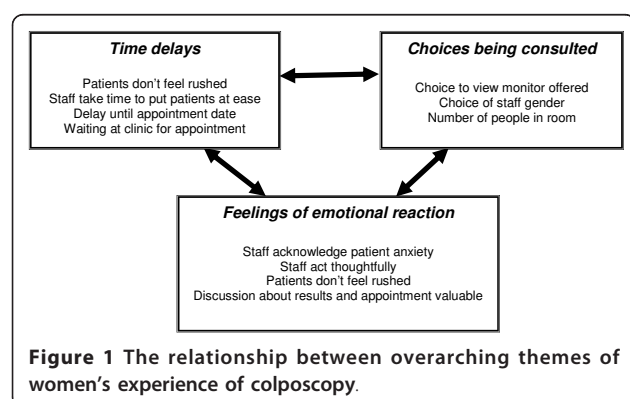 Time delays
Patients don't feel rushed
Staff take time to put patients at ease
Delay until appointment date
Waiting at clinic for appointment
Choices being consulted
Choice to view monitor offered
Choice of staff gender
Number of people in room
Feelings of emotional reaction
Staff acknowledge patient anxiety
Staff act thoughtfully
Patients don't feel rushed
Discussion about results and appointment valuable
Figure 1 The relationship between overarching themes of
women's experience of colposcopy.